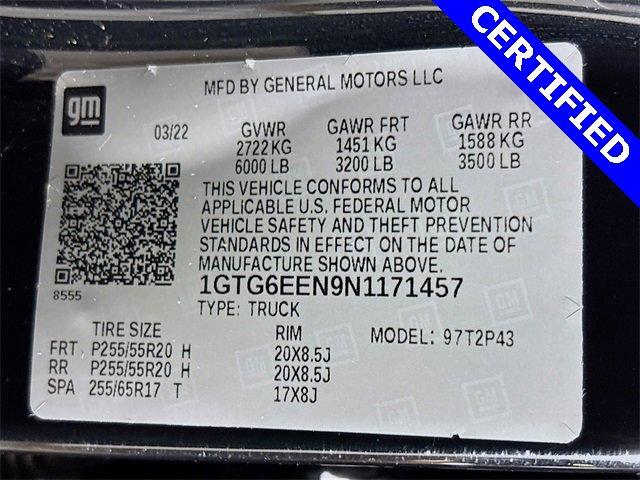 CERTIFIED
gm
MFD BY GENERAL MOTORS LLC
03/22 GVWR GAWR FRT GAWR RR
2722 KG 1451 KG 1588 KG
6000 LB 3200 LB 3500 LB
THIS VEHICLE CONFORMS TO ALL
APPLICABLE U.S. FEDERAL MOTOR
VEHICLE SAFETY AND THEFT PREVENTION
STANDARDS IN EFFECT ON THE DATE OF
MANUFACTURE SHOWN ABOVE.
8555
1GTG6EEN9N1171457
TYPE: TRUCK
TIRE SIZE RIM MODEL: 97T2P43
FRT P255/55R20 H 20X8.5J
RR P255/55R20 H 20X8.5J
SPA 255/65R17 T 17X8J